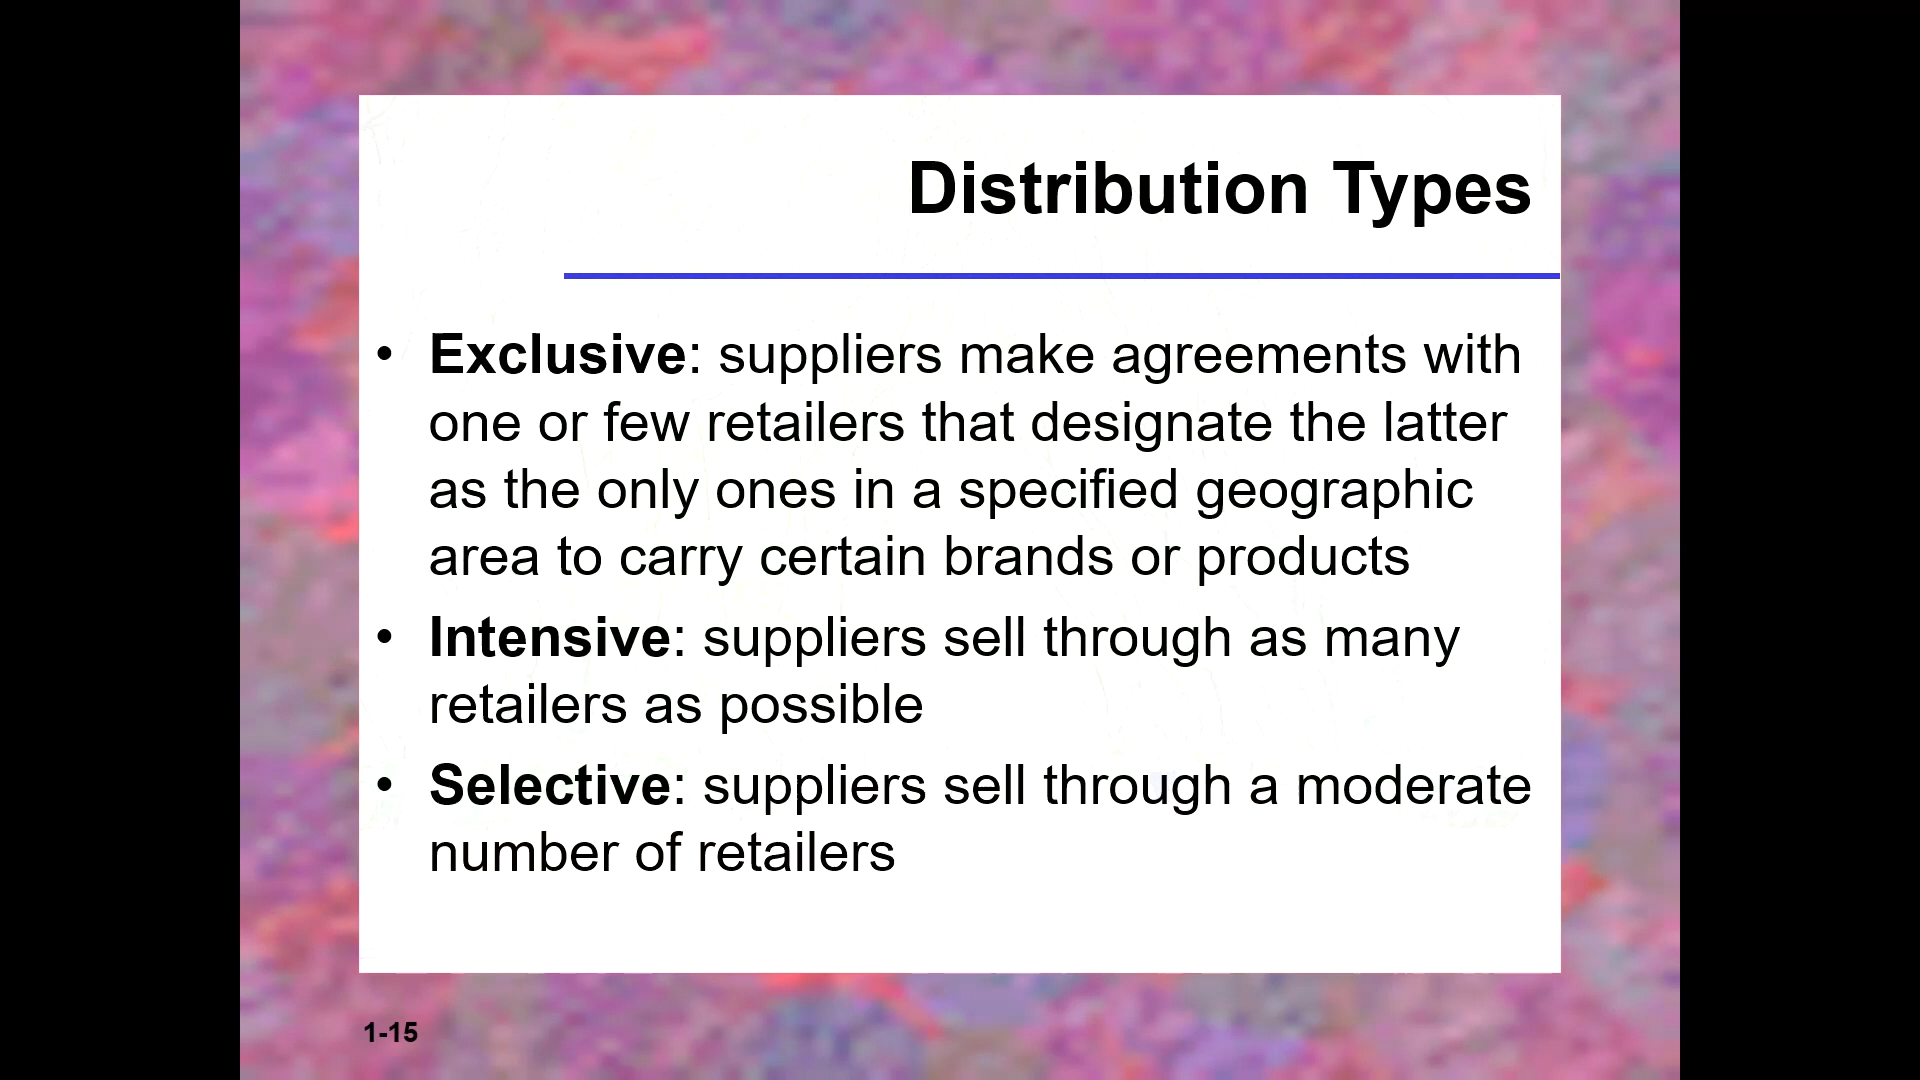 Distribution Types
• Exclusive: suppliers make agreements with
one or few retailers that designate the latter
as the only ones in a specified geographic
area to carry certain brands or products
• Intensive: suppliers sell through as many
retailers as possible
• Selective: suppliers sell through a moderate
number of retailers
1-15